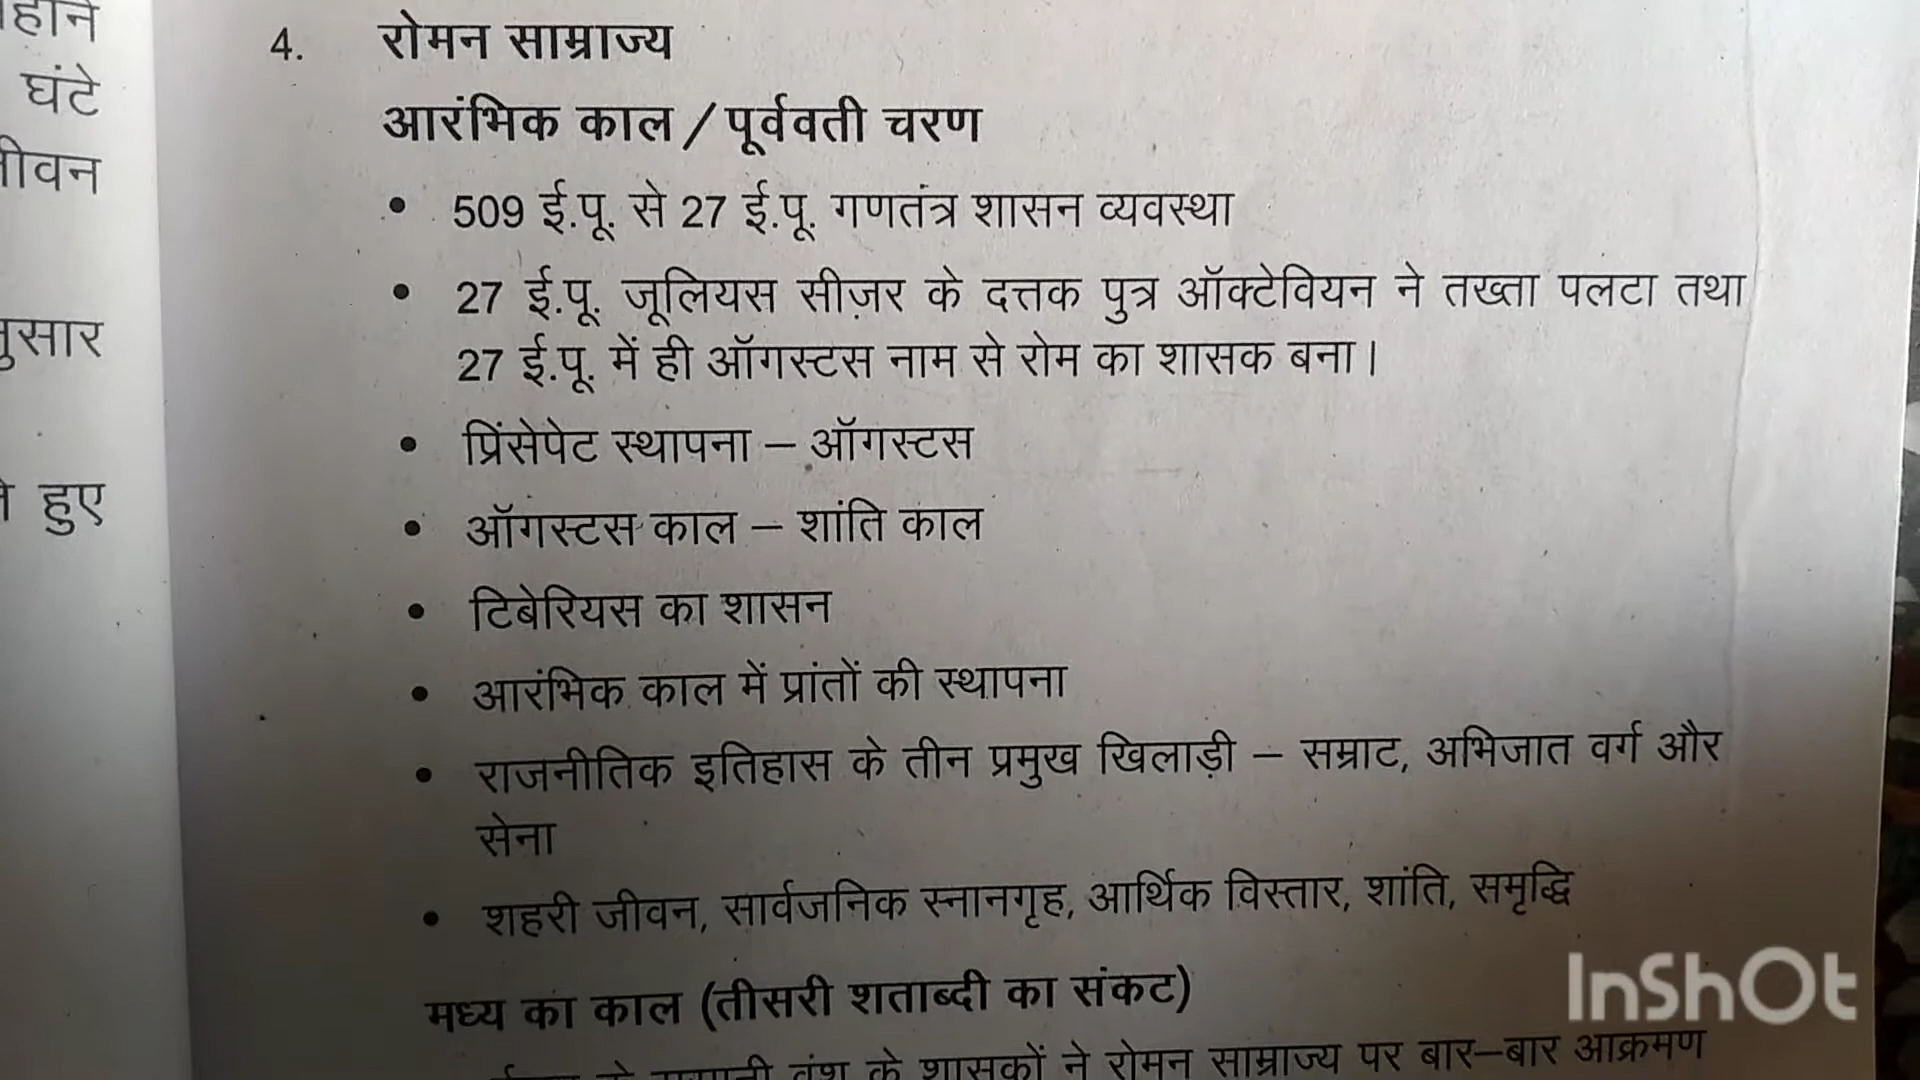 घंटे
हुए
4. रोमन साम्राज्य
आरंभिक काल / पूर्ववती चरण
• 509 ई.पू. से 27 ई.पू. गणतंत्र शासन व्यवस्था
• 27 ई.पू. जूलियस सीज़र के दत्तक पुत्र ऑक्टेवियन ने तख्ता पलटा तथा
27 ई.पू. में ही ऑगस्टस नाम से रोम का शासक बना।
• प्रिंसेपेट स्थापना – ऑगस्टस
• ऑगस्टस काल – शांति काल
• टिबेरियस का शासन
• आरंभिक काल में प्रांतों की स्थापना
• राजनीतिक इतिहास के तीन प्रमुख खिलाड़ी – सम्राट, अभिजात वर्ग और
सेना
• शहरी जीवन, सार्वजनिक स्नानगृह, आर्थिक विस्तार, शांति, समृद्धि
मध्य का काल (तीसरी शताब्दी का संकट)
वंश के शासकों ने रोमन साम्राज्य पर बार–बार आक्रमण
InShOt